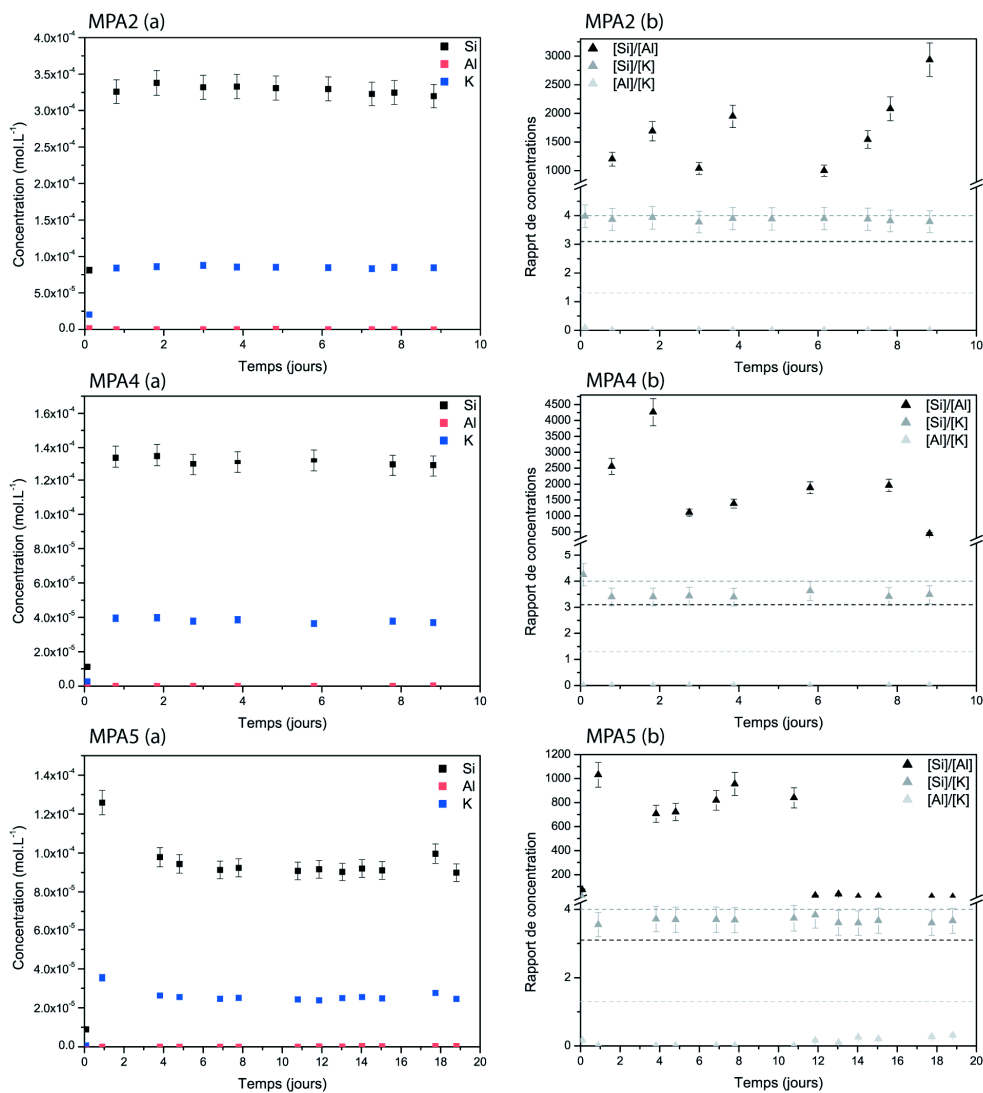 MPA2 (a)
4.0x10⁻⁴
3.5x10⁻⁴
3.0x10⁻⁴
2.5x10⁻⁴
2.0x10⁻⁴
1.5x10⁻⁴
1.0x10⁻⁴
5.0x10⁻⁵
0.0
Concentration (mol.L⁻¹)
Si
Al
K
0 2 4 6 8 10
Temps (jours)
MPA2 (b)
3000
2500
2000
1500
1000
4
3
2
1
0
Rapprt de concentrations
[Si]/[Al]
[Si]/[K]
[Al]/[K]
0 2 4 6 8 10
Temps (jours)
MPA4 (a)
1.6x10⁻⁴
1.4x10⁻⁴
1.2x10⁻⁴
1.0x10⁻⁴
8.0x10⁻⁵
6.0x10⁻⁵
4.0x10⁻⁵
2.0x10⁻⁵
0.0
Concentration (mol.L⁻¹)
Si
Al
K
0 2 4 6 8 10
Temps (jours)
MPA4 (b)
4500
4000
3500
3000
2500
2000
1500
1000
500
5
4
3
2
1
0
Rapport de concentrations
[Si]/[Al]
[Si]/[K]
[Al]/[K]
0 2 4 6 8 10
Temps (jours)
MPA5 (a)
1.4x10⁻⁴
1.2x10⁻⁴
1.0x10⁻⁴
8.0x10⁻⁵
6.0x10⁻⁵
4.0x10⁻⁵
2.0x10⁻⁵
0.0
Concentration (mol.L⁻¹)
Si
Al
K
0 2 4 6 8 10 12 14 16 18 20
Temps (jours)
MPA5 (b)
1200
1000
800
600
400
200
4
2
0
Rapport de concentration
[Si]/[Al]
[Si]/[K]
[Al]/[K]
0 2 4 6 8 10 12 14 16 18 20
Temps (jours)